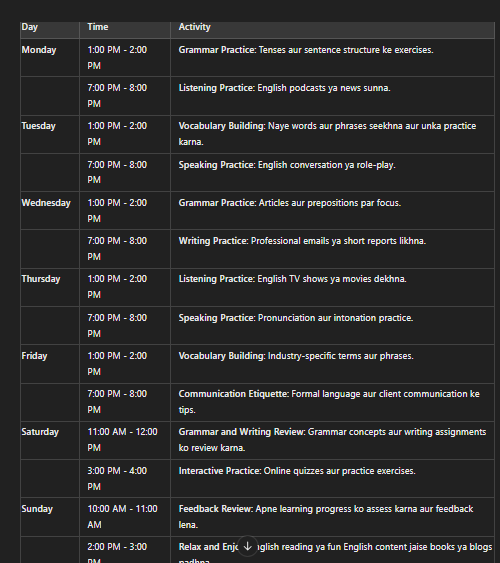 Day Time Activity
Monday 1:00 PM - 2:00 Grammar Practice: Tenses aur sentence structure ke exercises.
PM
7:00 PM - 8:00 Listening Practice: English podcasts ya news sunna.
PM
Tuesday 1:00 PM - 2:00 Vocabulary Building: Naye words aur phrases seekhna aur unka practice
PM karna.
7:00 PM - 8:00 Speaking Practice: English conversation ya role-play.
PM
Wednesday 1:00 PM - 2:00 Grammar Practice: Articles aur prepositions par focus.
PM
7:00 PM - 8:00 Writing Practice: Professional emails ya short reports likhna.
PM
Thursday 1:00 PM - 2:00 Listening Practice: English TV shows ya movies dekhna.
PM
7:00 PM - 8:00 Speaking Practice: Pronunciation aur intonation practice.
PM
Friday 1:00 PM - 2:00 Vocabulary Building: Industry-specific terms aur phrases.
PM
7:00 PM - 8:00 Communication Etiquette: Formal language aur client communication ke
PM tips.
Saturday 11:00 AM - 12:00 Grammar and Writing Review: Grammar concepts aur writing assignments
PM ko review karna.
3:00 PM - 4:00 Interactive Practice: Online quizzes aur practice exercises.
PM
Sunday 10:00 AM - 11:00 Feedback Review: Apne learning progress ko assess karna aur feedback
AM lena.
2:00 PM - 3:00 Relax and reading ya fun English content jaise books ya blogs
PM